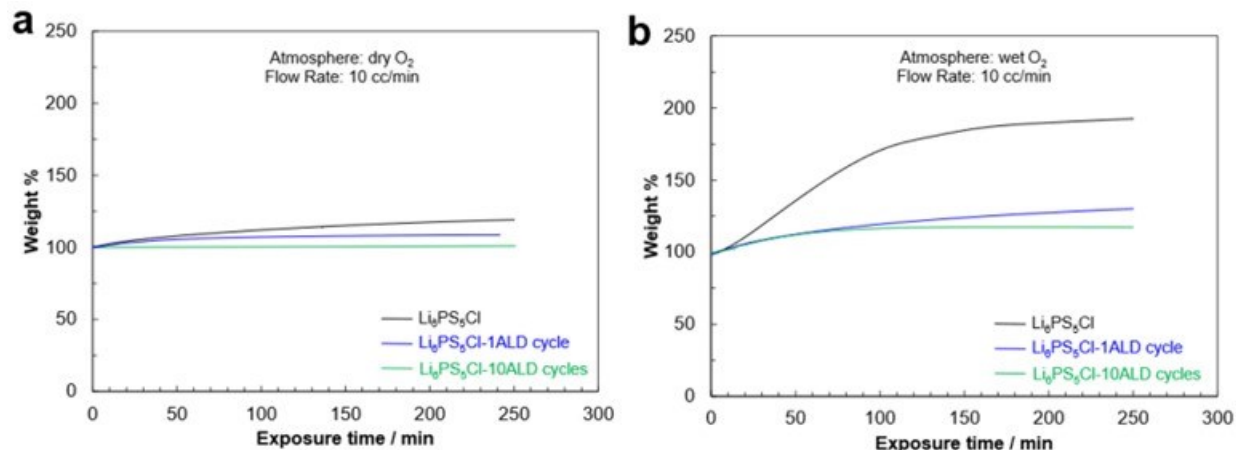 a
250
200
150
100
50
0
Weight %
Atmosphere: dry O₂
Flow Rate: 10 cc/min
Li₆PS₅Cl
Li₆PS₅Cl-1ALD cycle
Li₆PS₅Cl-10ALD cycles
0 50 100 150 200 250 300
Exposure time / min
b
250
200
150
100
50
0
Weight %
Atmosphere: wet O₂
Flow Rate: 10 cc/min
Li₆PS₅Cl
Li₆PS₅Cl-1ALD cycle
Li₆PS₅Cl-10ALD cycles
0 50 100 150 200 250 300
Exposure time / min